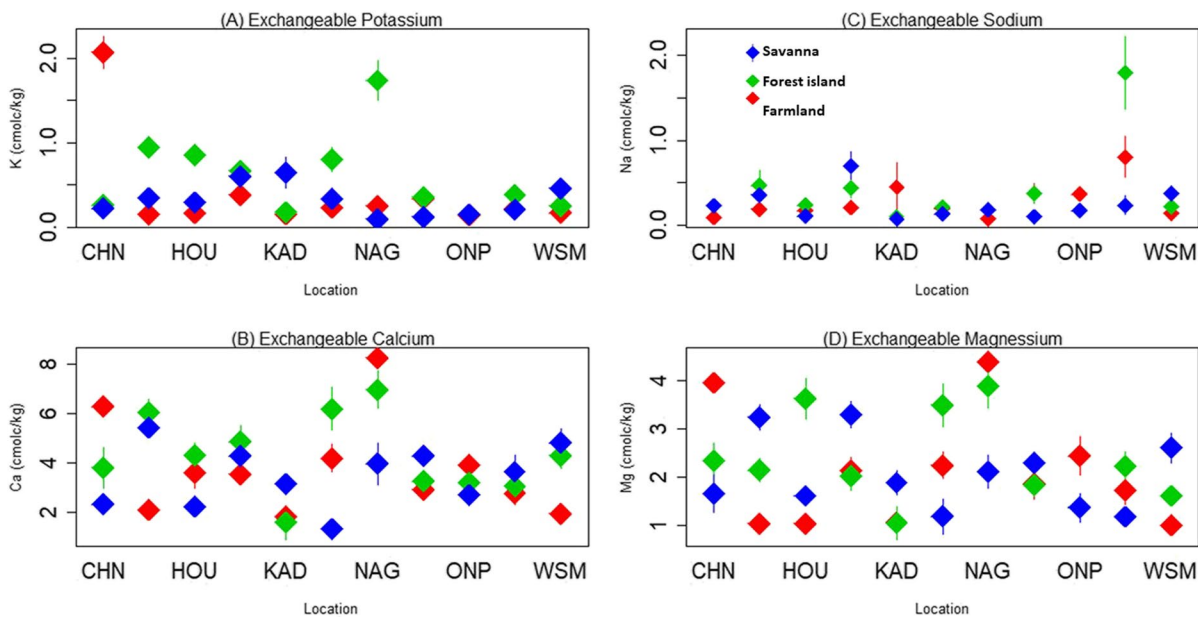 (A) Exchangeable Potassium
K (cmolc/kg)
2.0
1.0
0.0
CHN HOU KAD NAG ONP WSM
Location
(C) Exchangeable Sodium
Savanna
Forest island
Farmland
Na (cmolc/kg)
2.0
1.0
0.0
CHN HOU KAD NAG ONP WSM
Location
(B) Exchangeable Calcium
Ca (cmolc/kg)
8
6
4
2
CHN HOU KAD NAG ONP WSM
Location
(D) Exchangeable Magnessium
Mg (cmolc/kg)
4
3
2
1
CHN HOU KAD NAG ONP WSM
Location